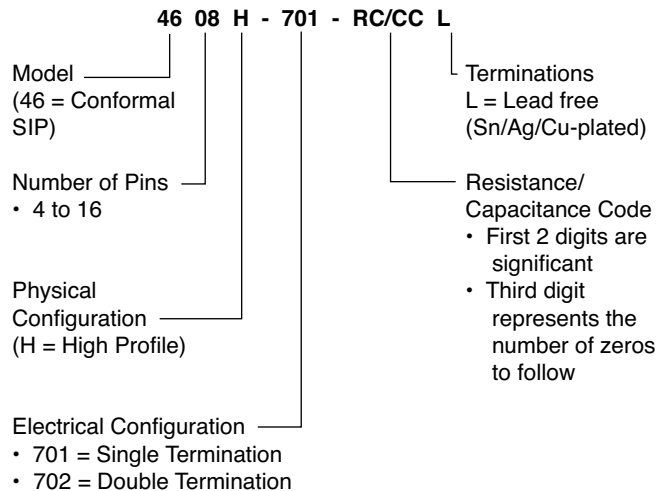 46 08 H - 701 - RC/CC L
Model
(46 = Conformal
SIP)
Number of Pins
• 4 to 16
Physical
Configuration
(H = High Profile)
Electrical Configuration
• 701 = Single Termination
• 702 = Double Termination
Terminations
L = Lead free
(Sn/Ag/Cu-plated)
Resistance/
Capacitance Code
• First 2 digits are
significant
• Third digit
represents the
number of zeros
to follow